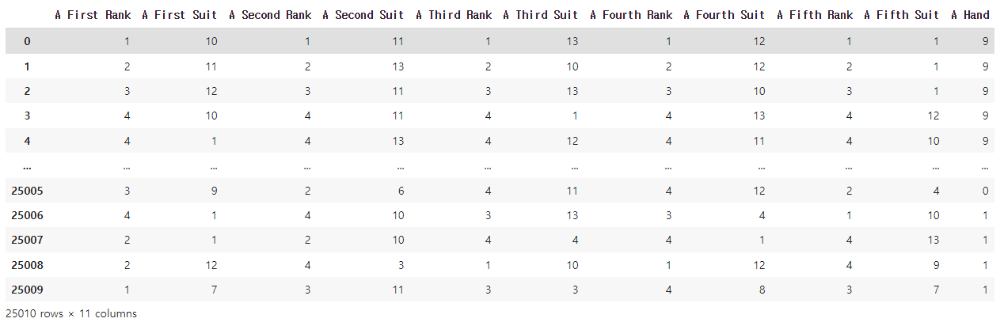 A First Rank A First Suit A Second Rank A Second Suit A Third Rank A Third Suit A Fourth Rank A Fourth Suit A Fifth Rank A Fifth Suit A Hand
0 1 10 1 11 1 13 1 12 1 1 9
1 2 11 2 13 2 10 2 12 2 1 9
2 3 12 3 11 3 13 3 10 3 1 9
3 4 10 4 11 4 1 4 13 4 12 9
4 4 1 4 13 4 12 4 11 4 10 9
... ... ... ... ... ... ... ... ... ... ... ...
25005 3 9 2 6 4 11 4 12 2 4 0
25006 4 1 4 10 3 13 3 4 1 10 1
25007 2 1 2 10 4 4 4 1 4 13 1
25008 2 12 4 3 1 10 1 12 4 9 1
25009 1 7 3 11 3 3 4 8 3 7 1
25010 rows × 11 columns